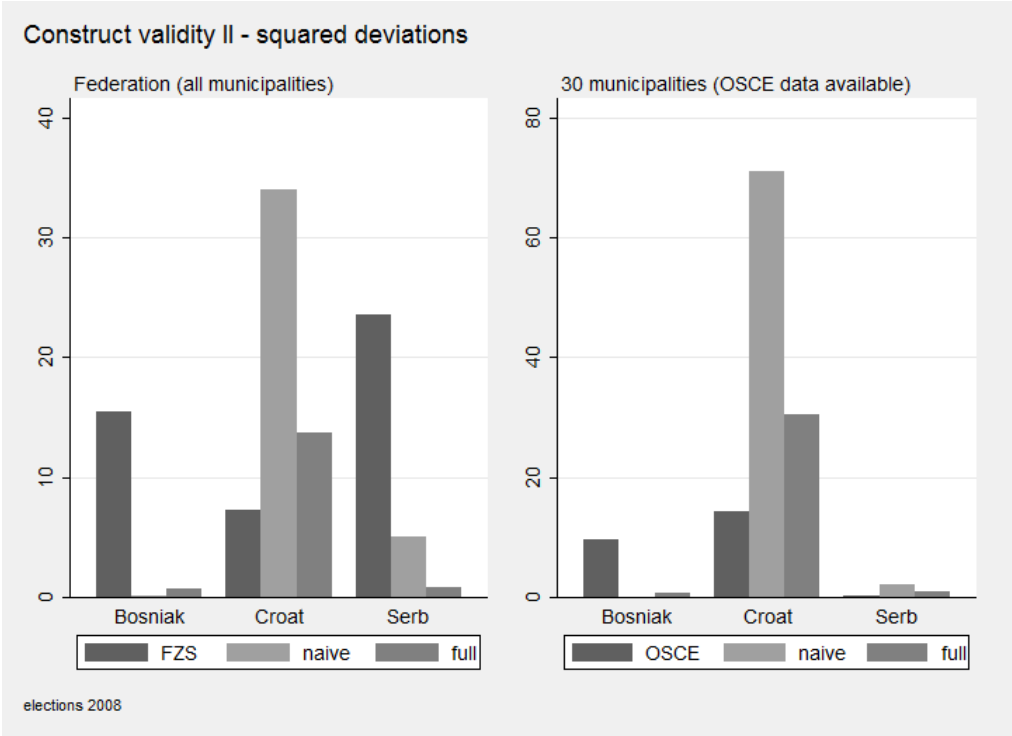 Construct validity II - squared deviations
Federation (all municipalities)
40
30
20
10
0
Bosniak Croat Serb
FZS naive full
30 municipalities (OSCE data available)
80
60
40
20
0
Bosniak Croat Serb
OSCE naive full
elections 2008